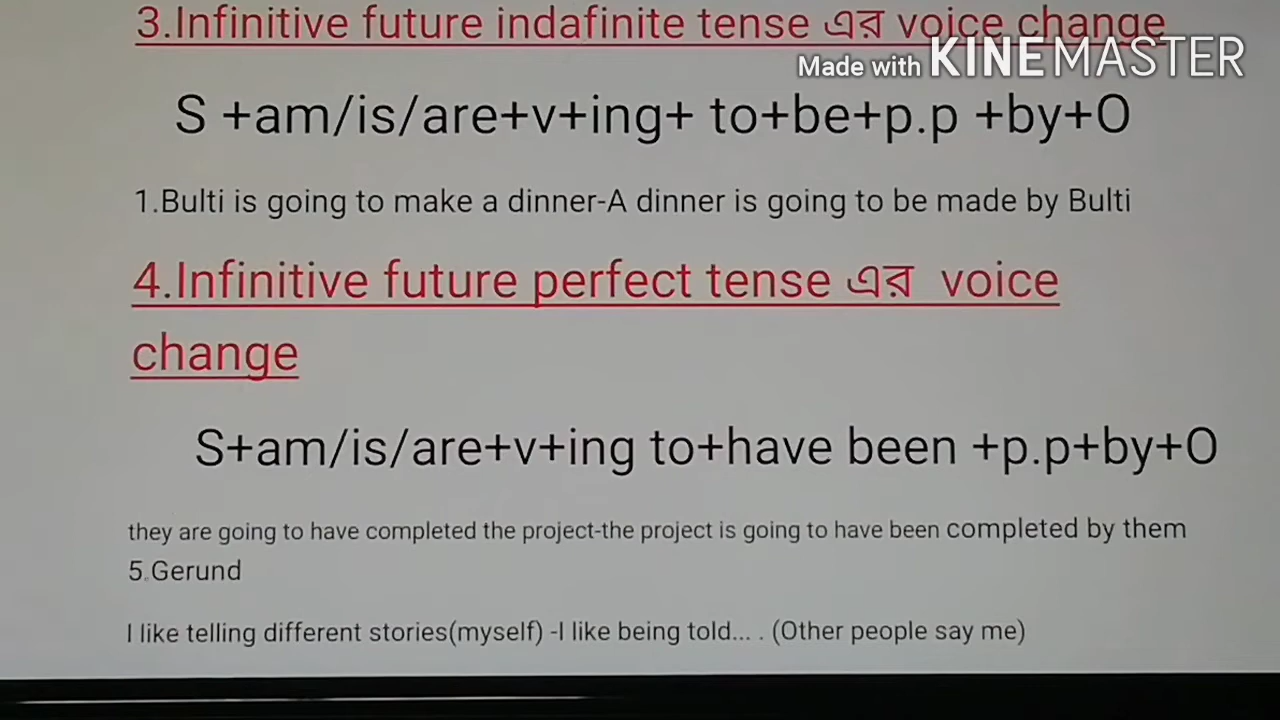 3.Infinitive future indafinite tense এর voice change
Made with KINEMASTER
S +am/is/are+v+ing+ to+be+p.p +by+O
1.Bulti is going to make a dinner-A dinner is going to be made by Bulti
4.Infinitive future perfect tense এর voice
change
S+am/is/are+v+ing to+have been +p.p+by+O
they are going to have completed the project-the project is going to have been completed by them
5.Gerund
I like telling different stories(myself) -I like being told... . (Other people say me)